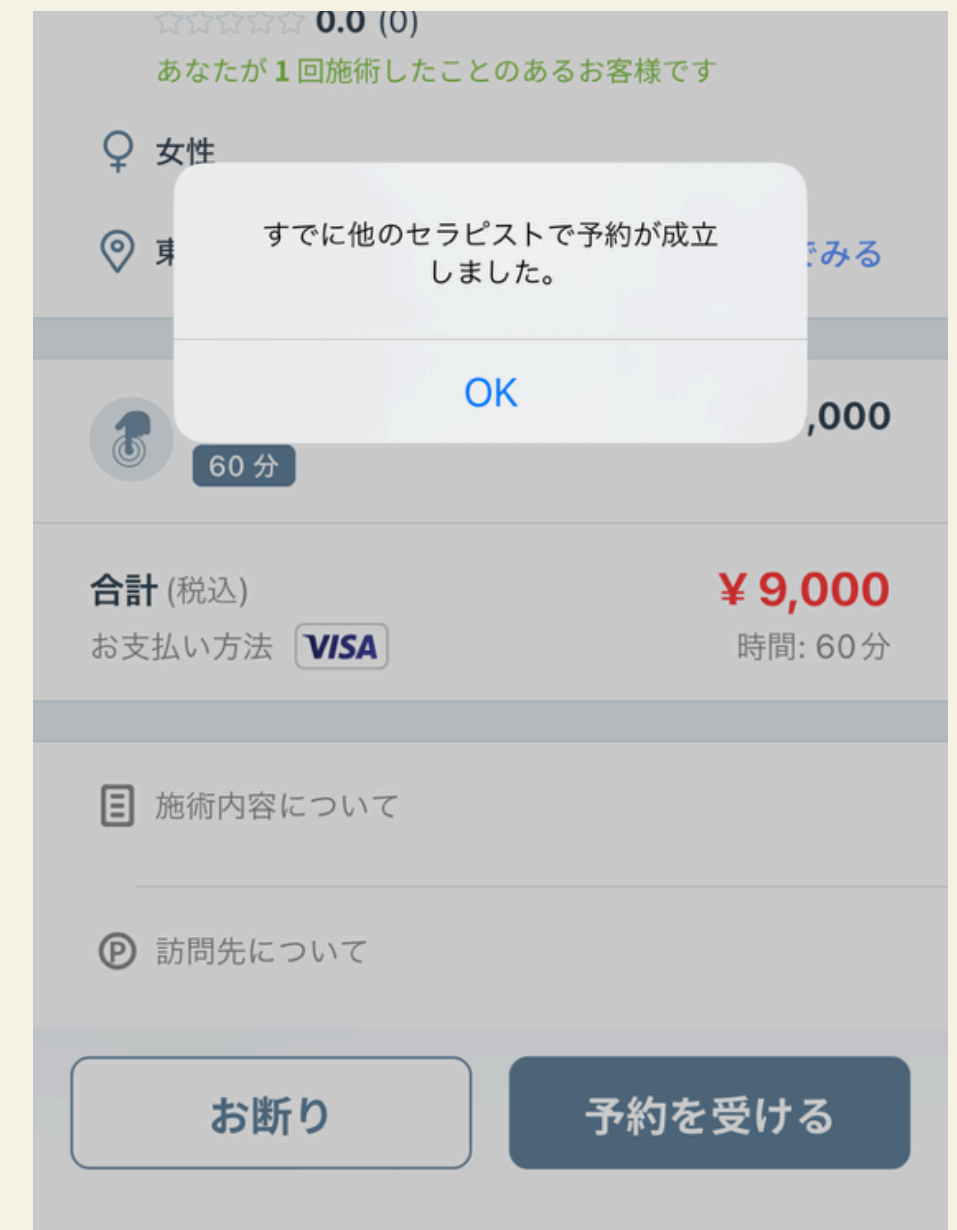 0.0 (0)
あなたが 1 回施術したことのあるお客様です
女性
すでに他のセラピストで予約が成立
しました。
でみる
OK
,000
60 分
合計 (税込)
¥ 9,000
お支払い方法 VISA
時間: 60 分
施術内容について
P 訪問先について
お断り
予約を受ける